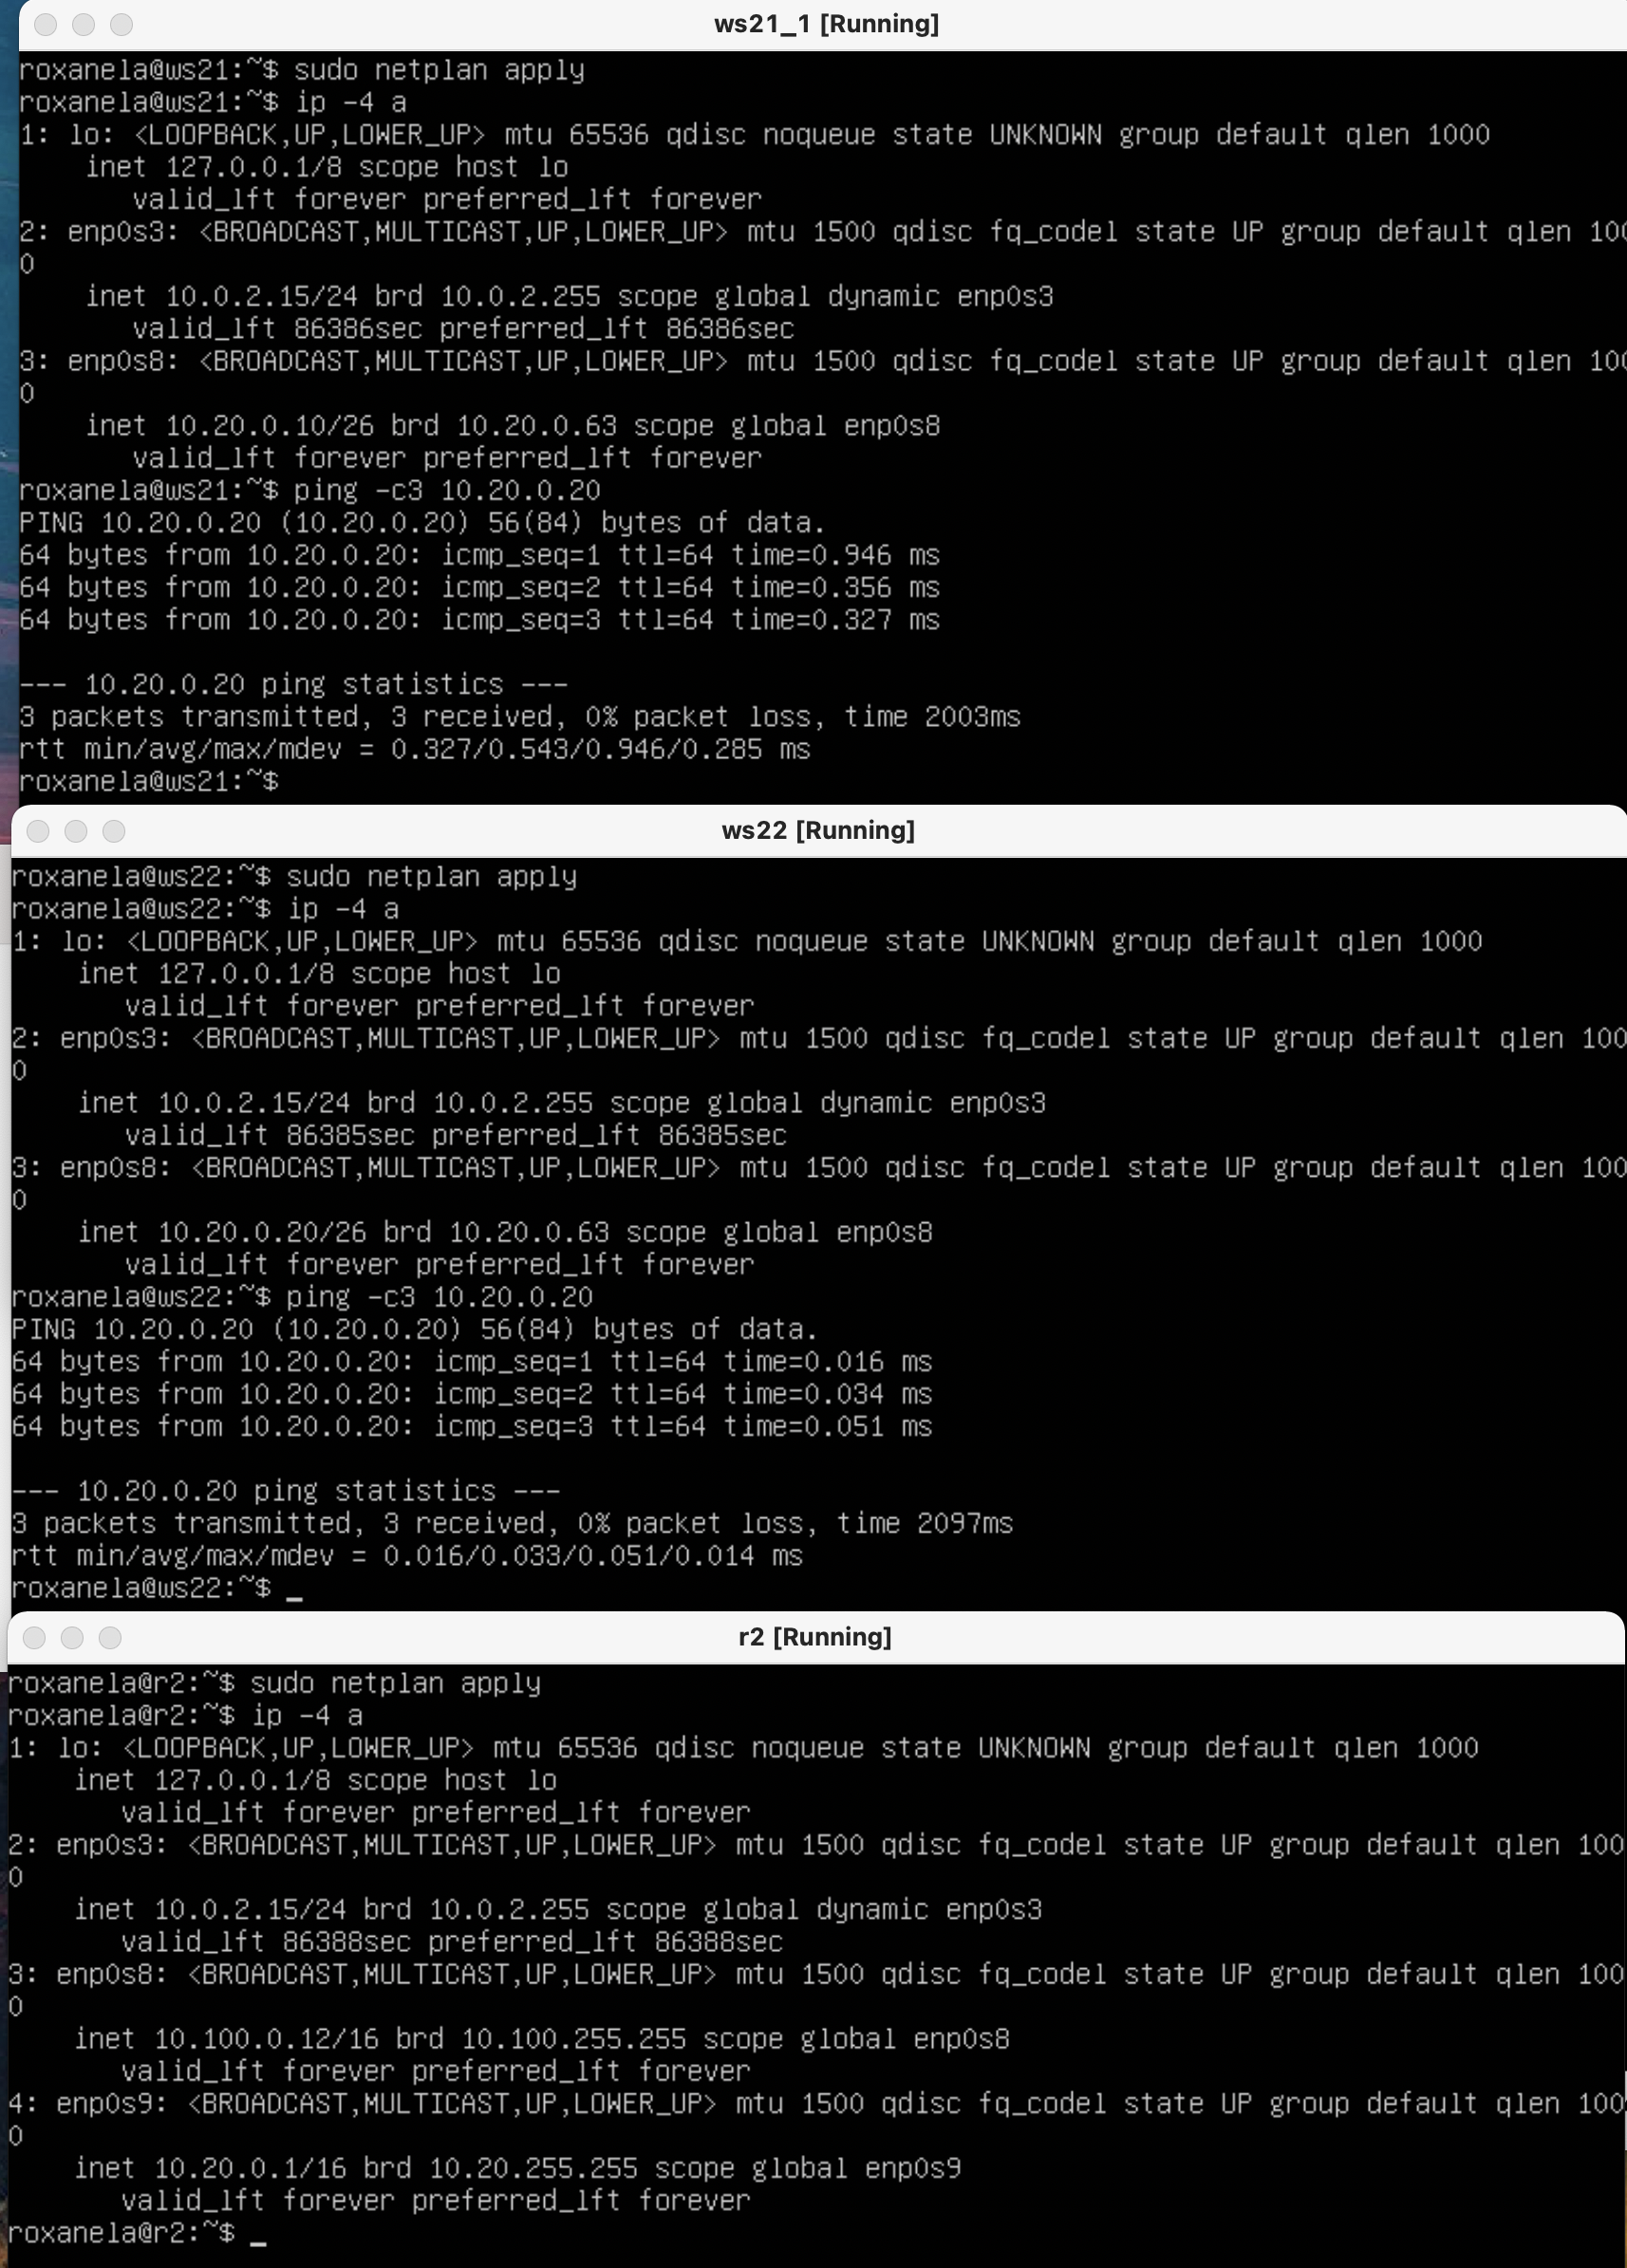 ws21_1 [Running]
roxanela@ws21:~$ sudo netplan apply
roxanela@ws21:~$ ip -4 a
1: lo: <LOOPBACK,UP,LOWER_UP> mtu 65536 qdisc noqueue state UNKNOWN group default qlen 1000
    inet 127.0.0.1/8 scope host lo
       valid_lft forever preferred_lft forever
2: enp0s3: <BROADCAST,MULTICAST,UP,LOWER_UP> mtu 1500 qdisc fq_codel state UP group default qlen 100
0
    inet 10.0.2.15/24 brd 10.0.2.255 scope global dynamic enp0s3
       valid_lft 86386sec preferred_lft 86386sec
3: enp0s8: <BROADCAST,MULTICAST,UP,LOWER_UP> mtu 1500 qdisc fq_codel state UP group default qlen 100
0
    inet 10.20.0.10/26 brd 10.20.0.63 scope global enp0s8
       valid_lft forever preferred_lft forever
roxanela@ws21:~$ ping -c3 10.20.0.20
PING 10.20.0.20 (10.20.0.20) 56(84) bytes of data.
64 bytes from 10.20.0.20: icmp_seq=1 ttl=64 time=0.946 ms
64 bytes from 10.20.0.20: icmp_seq=2 ttl=64 time=0.356 ms
64 bytes from 10.20.0.20: icmp_seq=3 ttl=64 time=0.327 ms

--- 10.20.0.20 ping statistics ---
3 packets transmitted, 3 received, 0% packet loss, time 2003ms
rtt min/avg/max/mdev = 0.327/0.543/0.946/0.285 ms
roxanela@ws21:~$
ws22 [Running]
roxanela@ws22:~$ sudo netplan apply
roxanela@ws22:~$ ip -4 a
1: lo: <LOOPBACK,UP,LOWER_UP> mtu 65536 qdisc noqueue state UNKNOWN group default qlen 1000
    inet 127.0.0.1/8 scope host lo
       valid_lft forever preferred_lft forever
2: enp0s3: <BROADCAST,MULTICAST,UP,LOWER_UP> mtu 1500 qdisc fq_codel state UP group default qlen 100
0
    inet 10.0.2.15/24 brd 10.0.2.255 scope global dynamic enp0s3
       valid_lft 86385sec preferred_lft 86385sec
3: enp0s8: <BROADCAST,MULTICAST,UP,LOWER_UP> mtu 1500 qdisc fq_codel state UP group default qlen 100
0
    inet 10.20.0.20/26 brd 10.20.0.63 scope global enp0s8
       valid_lft forever preferred_lft forever
roxanela@ws22:~$ ping -c3 10.20.0.20
PING 10.20.0.20 (10.20.0.20) 56(84) bytes of data.
64 bytes from 10.20.0.20: icmp_seq=1 ttl=64 time=0.016 ms
64 bytes from 10.20.0.20: icmp_seq=2 ttl=64 time=0.034 ms
64 bytes from 10.20.0.20: icmp_seq=3 ttl=64 time=0.051 ms

--- 10.20.0.20 ping statistics ---
3 packets transmitted, 3 received, 0% packet loss, time 2097ms
rtt min/avg/max/mdev = 0.016/0.033/0.051/0.014 ms
roxanela@ws22:~$ _
r2 [Running]
roxanela@r2:~$ sudo netplan apply
roxanela@r2:~$ ip -4 a
1: lo: <LOOPBACK,UP,LOWER_UP> mtu 65536 qdisc noqueue state UNKNOWN group default qlen 1000
    inet 127.0.0.1/8 scope host lo
       valid_lft forever preferred_lft forever
2: enp0s3: <BROADCAST,MULTICAST,UP,LOWER_UP> mtu 1500 qdisc fq_codel state UP group default qlen 100
0
    inet 10.0.2.15/24 brd 10.0.2.255 scope global dynamic enp0s3
       valid_lft 86388sec preferred_lft 86388sec
3: enp0s8: <BROADCAST,MULTICAST,UP,LOWER_UP> mtu 1500 qdisc fq_codel state UP group default qlen 100
0
    inet 10.100.0.12/16 brd 10.100.255.255 scope global enp0s8
       valid_lft forever preferred_lft forever
4: enp0s9: <BROADCAST,MULTICAST,UP,LOWER_UP> mtu 1500 qdisc fq_codel state UP group default qlen 100
0
    inet 10.20.0.1/16 brd 10.20.255.255 scope global enp0s9
       valid_lft forever preferred_lft forever
roxanela@r2:~$ _